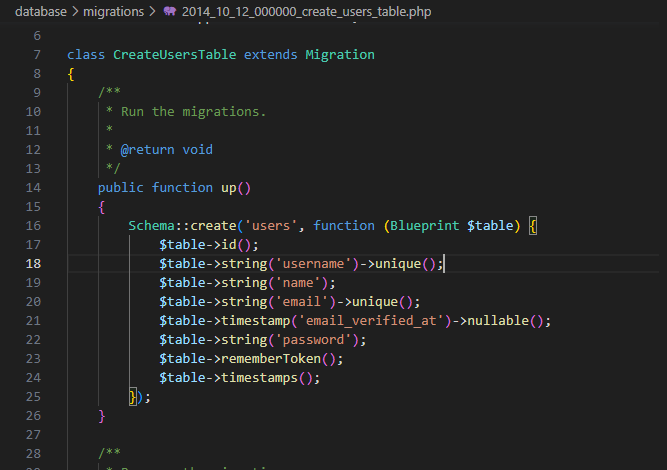 database > migrations > 2014_10_12_000000_create_users_table.php
6
7 class CreateUsersTable extends Migration
8 {
9 /**
10 * Run the migrations.
11 *
12 * @return void
13 */
14 public function up()
15 {
16 Schema::create('users', function (Blueprint $table) {
17 $table->id();
18 $table->string('username')->unique();
19 $table->string('name');
20 $table->string('email')->unique();
21 $table->timestamp('email_verified_at')->nullable();
22 $table->string('password');
23 $table->rememberToken();
24 $table->timestamps();
25 });
26 }
27
28 /**